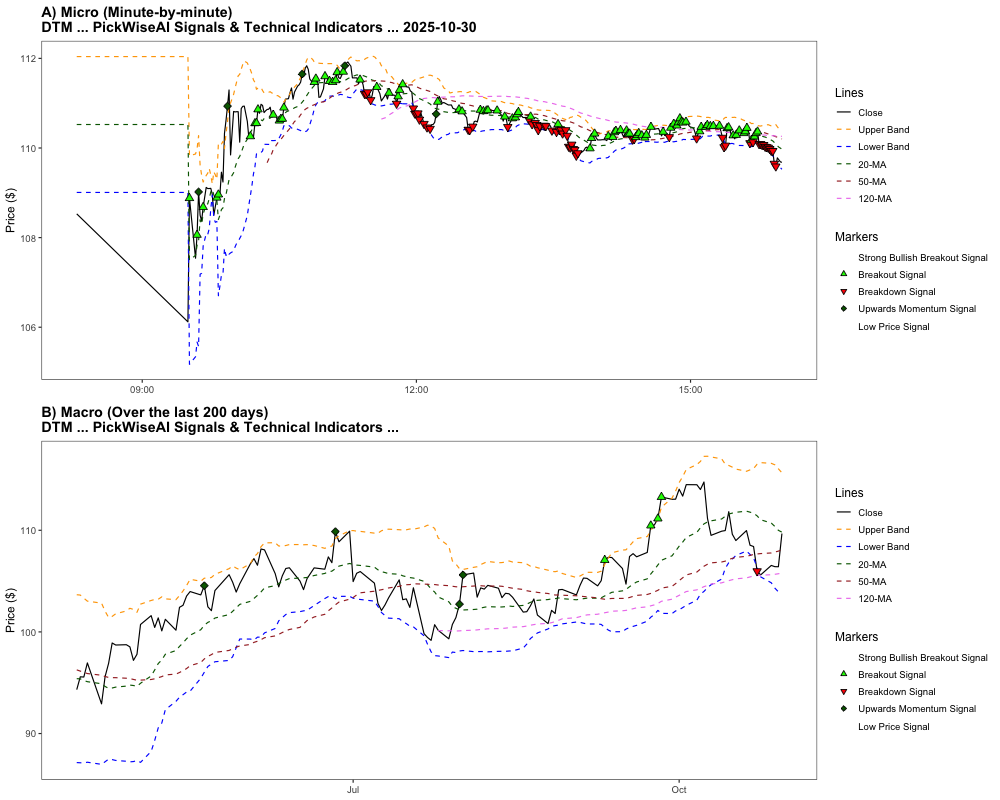 A) Micro (Minute-by-minute)
DTM ... PickWiseAI Signals & Technical Indicators ... 2025-10-30
Price ($)
112
110
108
106
09:00
12:00
15:00
Lines
Close
Upper Band
Lower Band
20-MA
50-MA
120-MA
Markers
Strong Bullish Breakout Signal
Breakout Signal
Breakdown Signal
Upwards Momentum Signal
Low Price Signal
B) Macro (Over the last 200 days)
DTM ... PickWiseAI Signals & Technical Indicators ...
Price ($)
110
100
90
Jul
Oct
Lines
Close
Upper Band
Lower Band
20-MA
50-MA
120-MA
Markers
Strong Bullish Breakout Signal
Breakout Signal
Breakdown Signal
Upwards Momentum Signal
Low Price Signal